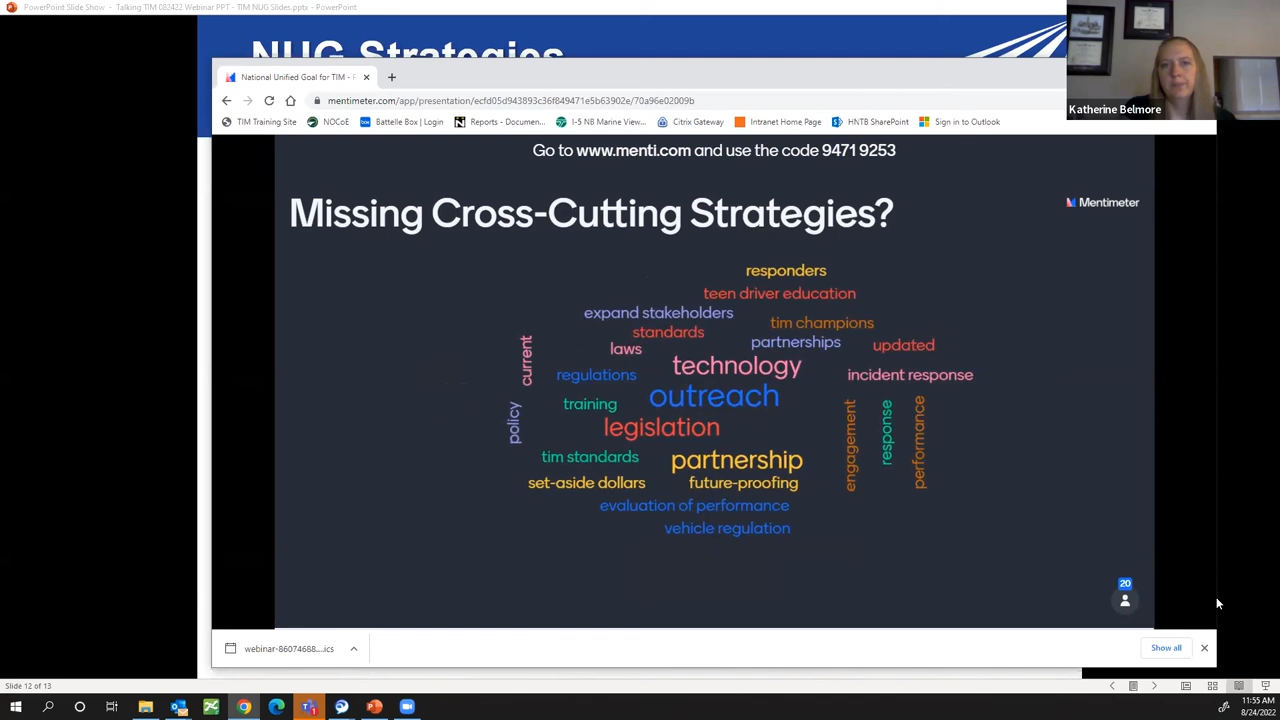 PowerPoint Slide Show - Talking TIM 082422 Webinar PPT - TIM NUG Slides.pptx - PowerPoint
NUG Strategies
National Unified Goal for TIM - F
mentimeter.com/app/presentation/ecfd05d943893c36f849471e5b63902e/70a96e02009b
TIM Training Site
NOCoE
Battelle Box | Login
Reports - Documen...
I-5 NB Marine View...
Citrix Gateway
Intranet Home Page
HNTB SharePoint
Sign in to Outlook
Katherine Belmore
Go to www.menti.com and use the code 9471 9253
Missing Cross-Cutting Strategies?
Mentimeter
responders
teen driver education
expand stakeholders
tim champions
standards
partnerships
updated
laws
current
technology
regulations
incident response
outreach
training
policy
legislation
engagement
response
performance
tim standards
partnership
set-aside dollars
future-proofing
evaluation of performance
vehicle regulation
20
webinar-86074688....ics
Show all
Slide 12 of 13
11:55 AM
8/24/2022